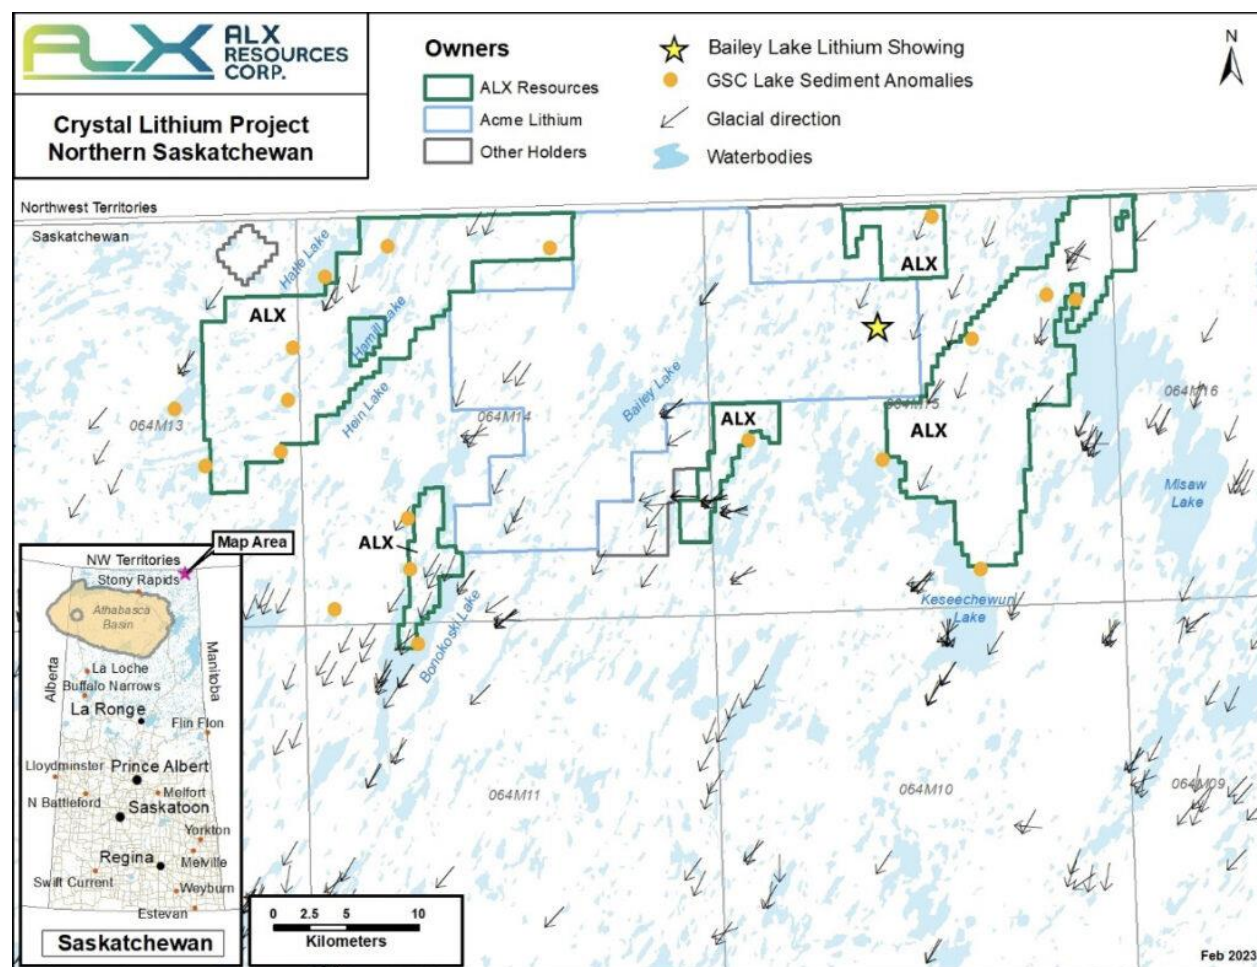 ALX
ALX
RESOURCES
CORP.
Crystal Lithium Project
Northern Saskatchewan
Owners
ALX Resources
Acme Lithium
Other Holders
Bailey Lake Lithium Showing
GSC Lake Sediment Anomalies
Glacial direction
Waterbodies
N
Northwest Territories
Saskatchewan
Hatle Lake
ALX
Hamill Lake
Hein Lake
064M13
064M14
Bailey Lake
ALX
ALX
064M15
ALX
064M16
Misaw
Lake
ALX
Bonokoski Lake
Keseechewun
Lake
064M11
064M10
064M09
Map Area
NW Territories
Stony Rapids
Athabasca
Basin
Alberta
Manitoba
La Loche
Buffalo Narrows
La Ronge
Flin Flon
Lloydminster
Prince Albert
Melfort
N Battleford
Saskatoon
Yorkton
Regina
Melville
Swift Current
Weyburn
Estevan
Saskatchewan
0 2.5 5 10
Kilometers
Feb 2023